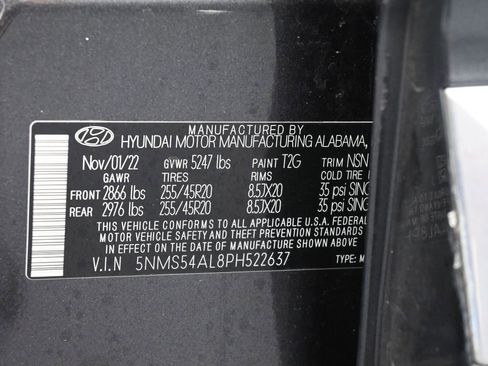 MANUFACTURED BY
HYUNDAI MOTOR MANUFACTURING ALABAMA,
Nov/01/22 GVWR 5247 lbs PAINT T2G TRIM NSN
GAWR TIRES RIMS COLD TIRE
FRONT 2866 lbs 255/45R20 8.5JX20 35 psi SING
REAR 2976 lbs 255/45R20 8.5JX20 35 psi SING
THIS VEHICLE CONFORMS TO ALL APPLICABLE U.S.A. FEDERAL
MOTOR VEHICLE SAFETY AND THEFT PREVENTION STANDARDS
IN EFFECT ON THE DATE OF MANUFACTURE SHOWN ABOVE
V.I.N 5NMS54AL8PH522637 TYPE: M